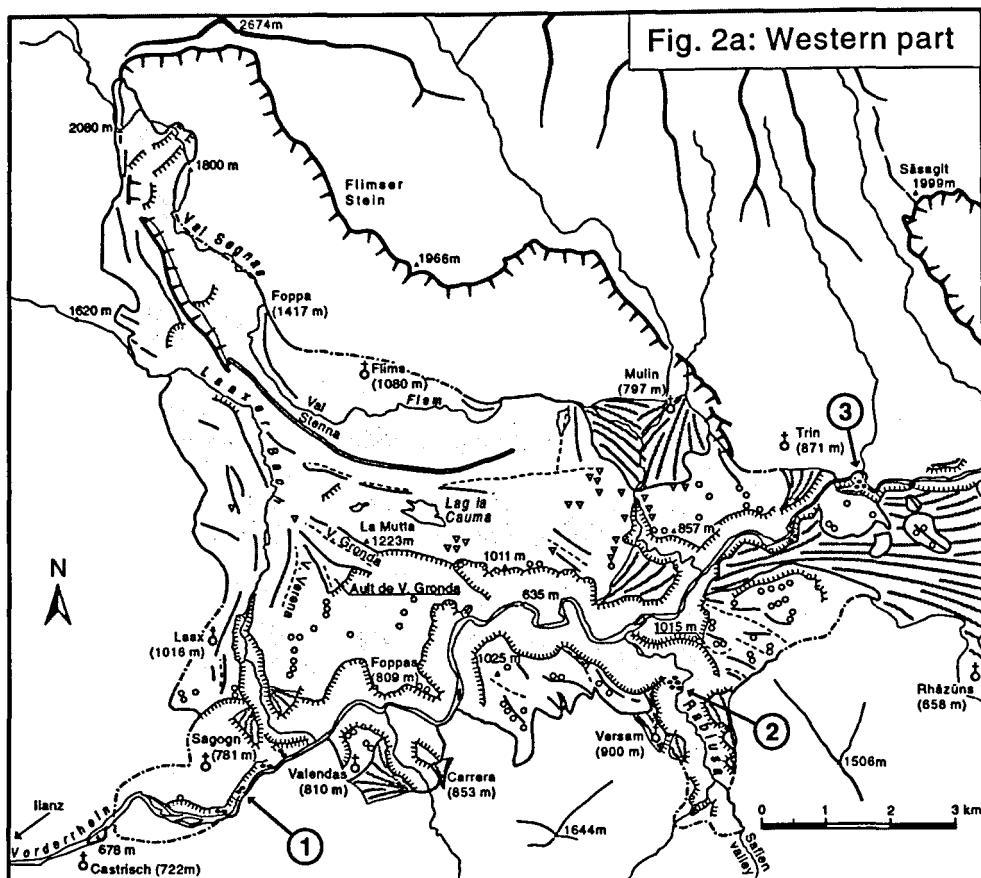 Fig. 2a: Western part
2674m
2080 m
1800 m
Flimser
Stein
Sässgit
1999m
Val Segnas
1966m
1620 m
Foppa
(1417 m)
Flims
(1080 m)
Mulin
(797 m)
Laaxer Bach
Val
Stenna
Flem
Trin
(871 m)
3
Lag la
Cauma
La Mutta
1223m
857 m
N
V. Gronda
1011 m
V. Valena
Ault de V. Gronda
635 m
Laax
(1016 m)
1015 m
1025 m
Foppas
(809 m)
Rhäzüns
(658 m)
Sagogn
(781 m)
Versam
(900 m)
Rabiusa
2
Valendas
(810 m)
Carrera
(853 m)
1506m
Ilanz
Vorderrhein
678 m
1
1644m
Safien
valley
0 1 2 3 km
Castrisch (722m)